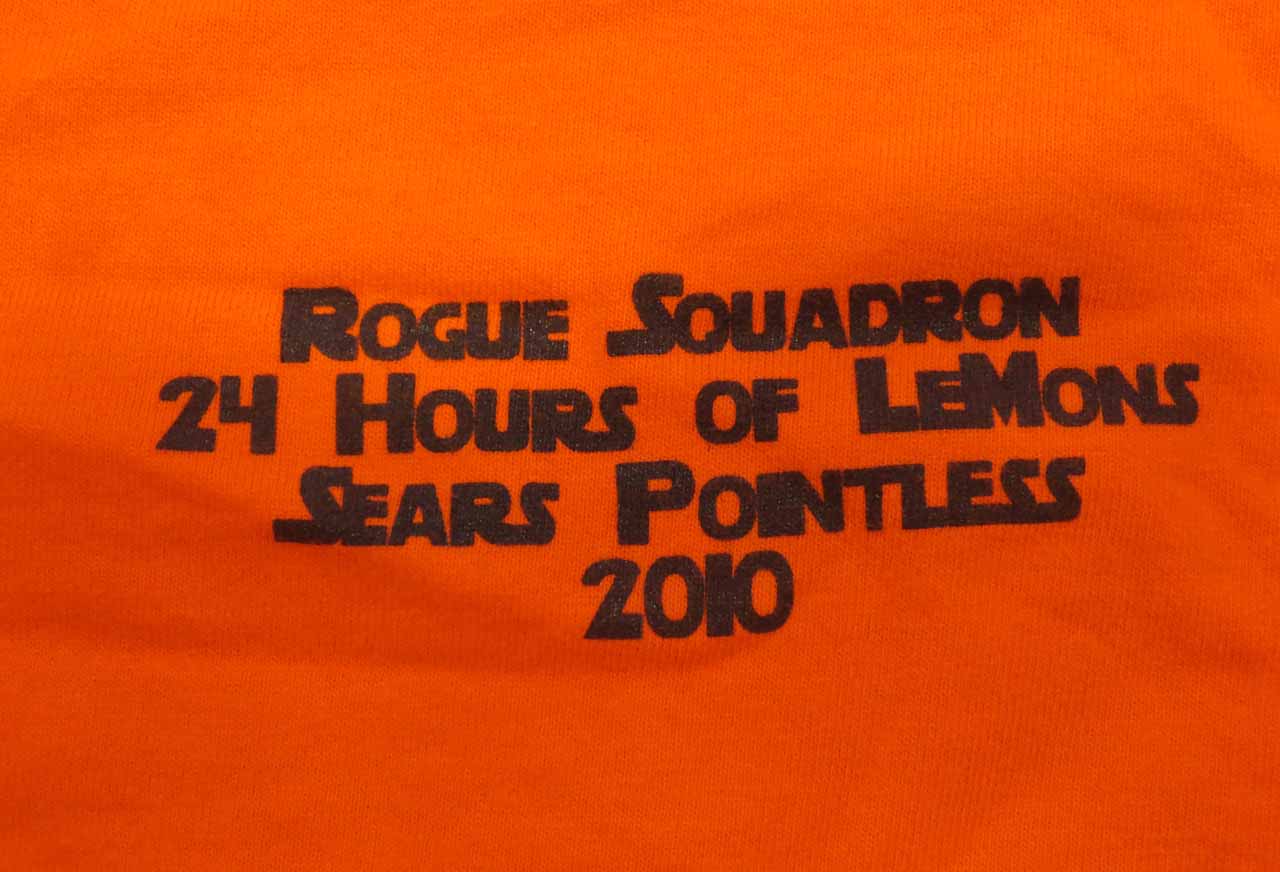 Rogue Squadron
24 Hours of LeMons
Sears Pointless
2010